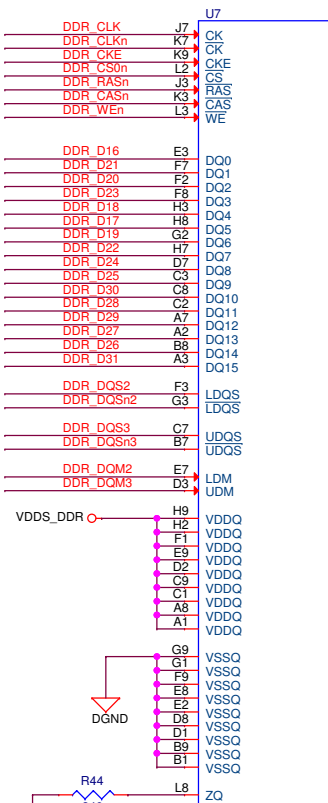 U7
DDR_CLK J7 CK
DDR_CLKn K7 CK
DDR_CKE K9 CKE
DDR_CS0n L2 CS
DDR_RASn J3 RAS
DDR_CASn K3 CAS
DDR_WEn L3 WE
DDR_D16 E3 DQ0
DDR_D21 F7 DQ1
DDR_D20 F2 DQ2
DDR_D23 F8 DQ3
DDR_D18 H3 DQ4
DDR_D17 H8 DQ5
DDR_D19 G2 DQ6
DDR_D22 H7 DQ7
DDR_D24 D7 DQ8
DDR_D25 C3 DQ9
DDR_D30 C8 DQ10
DDR_D28 C2 DQ11
DDR_D29 A7 DQ12
DDR_D27 A2 DQ13
DDR_D26 B8 DQ14
DDR_D31 A3 DQ15
DDR_DQS2 F3 LDQS
DDR_DQSn2 G3 LDQS
DDR_DQS3 C7 UDQS
DDR_DQSn3 B7 UDQS
DDR_DQM2 E7 LDM
DDR_DQM3 D3 UDM
VDDS_DDR H9 VDDQ
H2 VDDQ
F1 VDDQ
E9 VDDQ
D2 VDDQ
C9 VDDQ
C1 VDDQ
A8 VDDQ
A1 VDDQ
G9 VSSQ
G1 VSSQ
F9 VSSQ
E8 VSSQ
E2 VSSQ
DGND D8 VSSQ
D1 VSSQ
B9 VSSQ
B1 VSSQ
R44 L8 ZQ